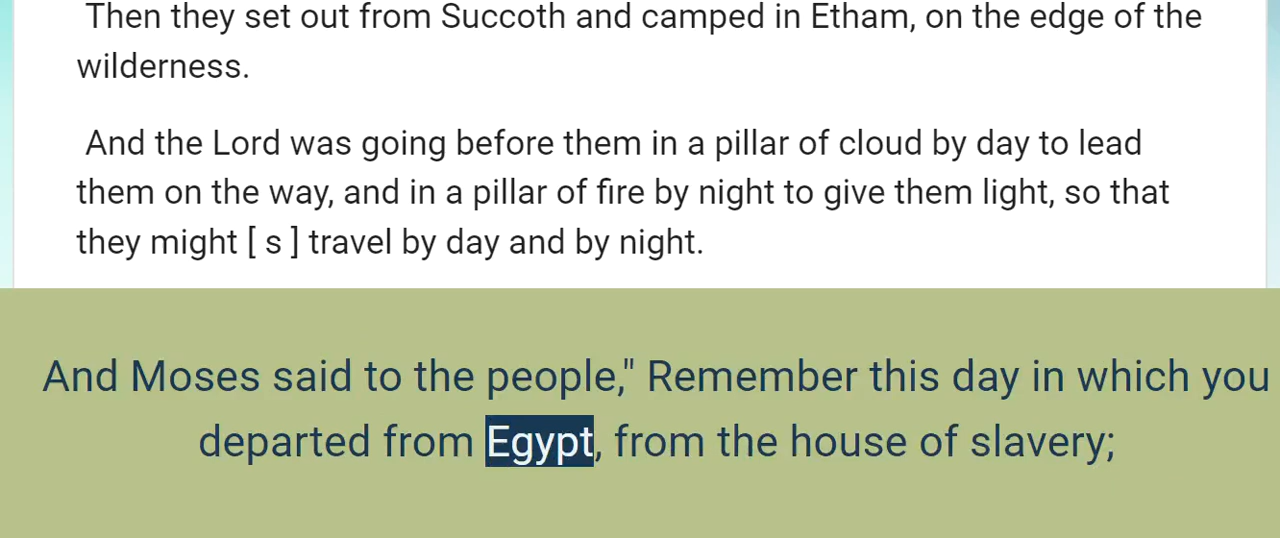 Then they set out from Succoth and camped in Etham, on the edge of the
wilderness.
And the Lord was going before them in a pillar of cloud by day to lead
them on the way, and in a pillar of fire by night to give them light, so that
they might [ s ] travel by day and by night.
And Moses said to the people," Remember this day in which you
departed from Egypt, from the house of slavery;